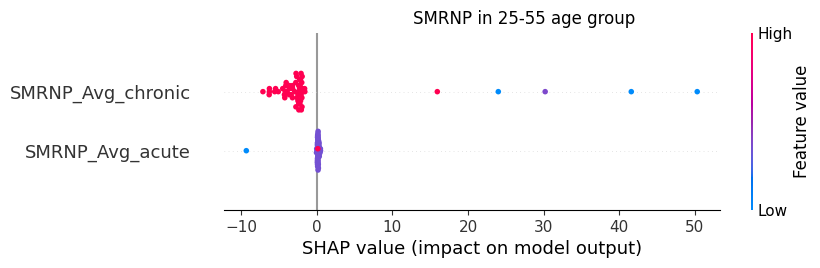 SMRNP in 25-55 age group
High
SMRNP_Avg_chronic
SMRNP_Avg_acute
Feature value
Low
−10 0 10 20 30 40 50
SHAP value (impact on model output)